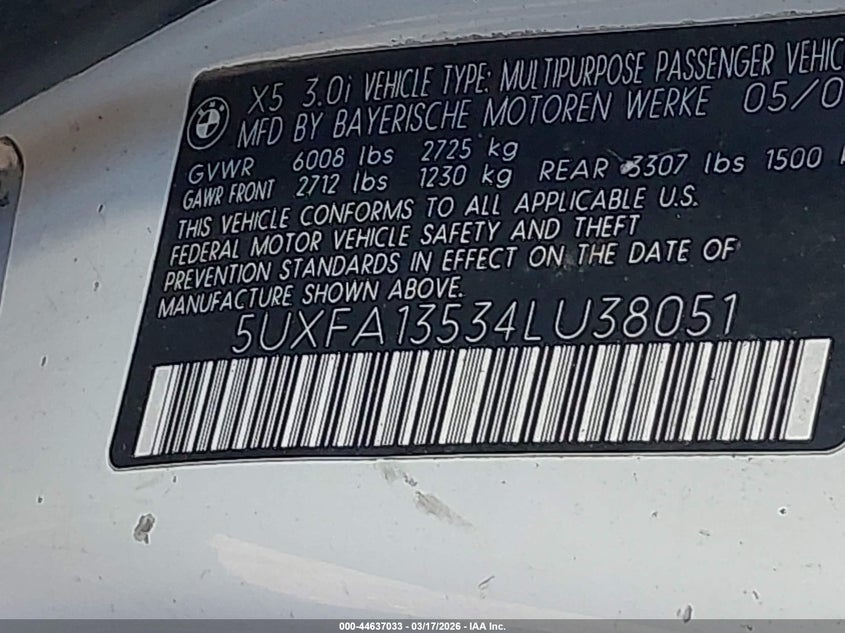 X5 3.0i VEHICLE TYPE: MULTIPURPOSE PASSENGER
MFD BY BAYERISCHE MOTOREN WERKE 05/0
GVWR 6008 lbs 2725 kg
GAWR FRONT 2712 lbs 1230 kg REAR 3307 lbs 1500
THIS VEHICLE CONFORMS TO ALL APPLICABLE U.S.
FEDERAL MOTOR VEHICLE SAFETY AND THEFT
PREVENTION STANDARDS IN EFFECT ON THE DATE OF
MANUFACTURE SHOWN ABOVE.
5UXFA13534LU38051
000-44637033 - 03/17/2026 - IAA Inc.